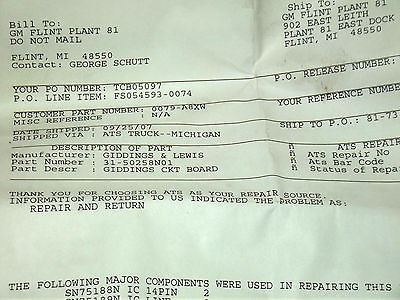 Bill To:
GM FLINT PLANT 81
DO NOT MAIL
FLINT, MI 48550
Contact: GEORGE SCHUTT
Ship To:
GM FLINT PLANT 81
902 EAST LEITH
PLANT 81 EAST DOCK
FLINT, MI 48550
YOUR PO NUMBER: TCB05097
P.O. LINE ITEM: FS054593-0074
P.O. RELEASE NUMBER:
CUSTOMER PART NUMBER: 0079-A8XW
MISC REFERENCE : N/A
YOUR REFERENCE NUMBER
DATE SHIPPED: 09/25/07
SHIPPED VIA : ATS TRUCK--MICHIGAN
SHIP TO P.O.: 81-73
DESCRIPTION OF PART
ATS REPAIR
Manufacturer: GIDDINGS & LEWIS
ATS Repair No
Part Number : 31-50258N01
ATS Bar Code
Part Descr : GIDDINGS CKT BOARD
Status of Repai
THANK YOU FOR CHOOSING ATS AS YOUR REPAIR SOURCE.
INFORMATION PROVIDED TO US INDICATED THE PROBLEM AS:
REPAIR AND RETURN
THE FOLLOWING MAJOR COMPONENTS WERE USED IN REPAIRING THIS
SN75188N IC 14PIN 2